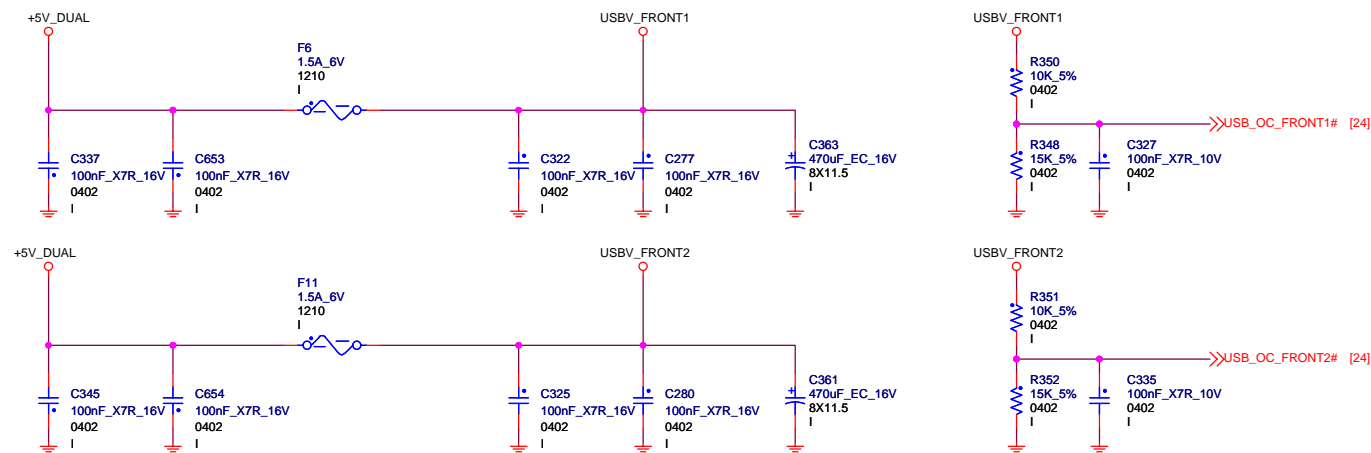 +5V_DUAL
USBV_FRONT1
USBV_FRONT1
F6
1.5A_6V
1210
I
R350
10K_5%
0402
I
USB_OC_FRONT1# [24]
C337
100nF_X7R_16V
0402
I
C653
100nF_X7R_16V
0402
I
C322
100nF_X7R_16V
0402
I
C277
100nF_X7R_16V
0402
I
+
C363
470uF_EC_16V
8X11.5
I
R348
15K_5%
0402
I
C327
100nF_X7R_10V
0402
I
+5V_DUAL
USBV_FRONT2
USBV_FRONT2
F11
1.5A_6V
1210
I
R351
10K_5%
0402
I
USB_OC_FRONT2# [24]
C345
100nF_X7R_16V
0402
I
C654
100nF_X7R_16V
0402
I
C325
100nF_X7R_16V
0402
I
C280
100nF_X7R_16V
0402
I
+
C361
470uF_EC_16V
8X11.5
I
R352
15K_5%
0402
I
C335
100nF_X7R_10V
0402
I